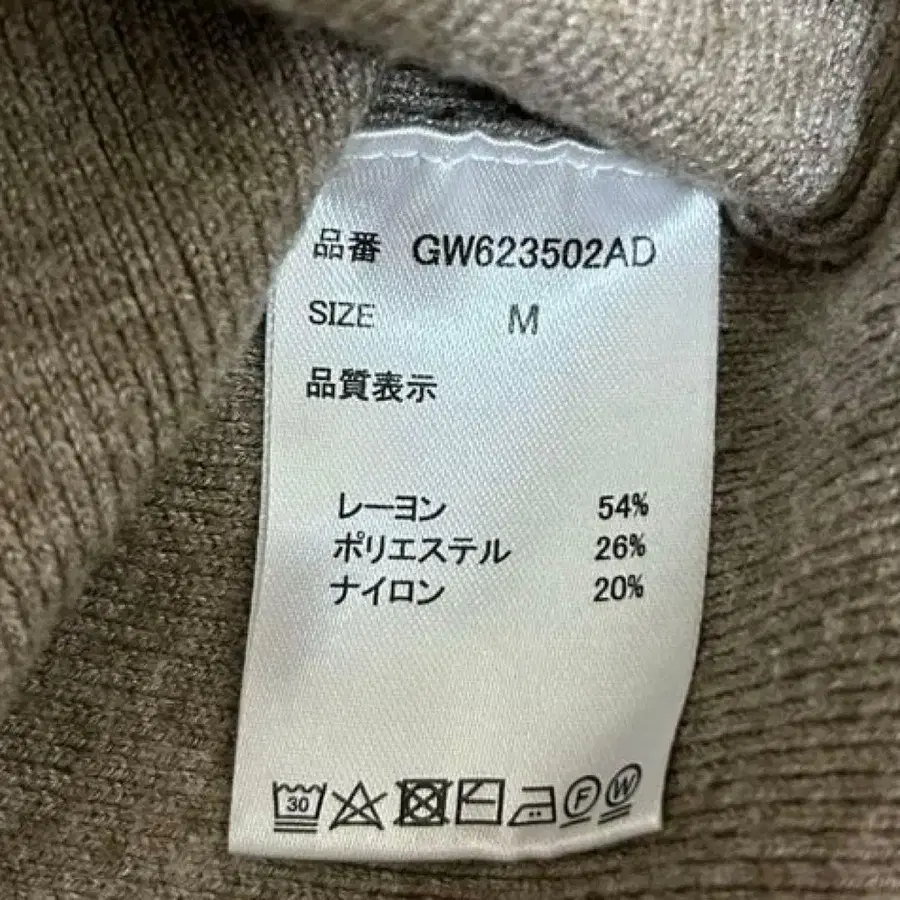 品番 GW623502AD
SIZE M
品質表示
レーヨン 54%
ポリエステル 26%
ナイロン 20%
30 F W